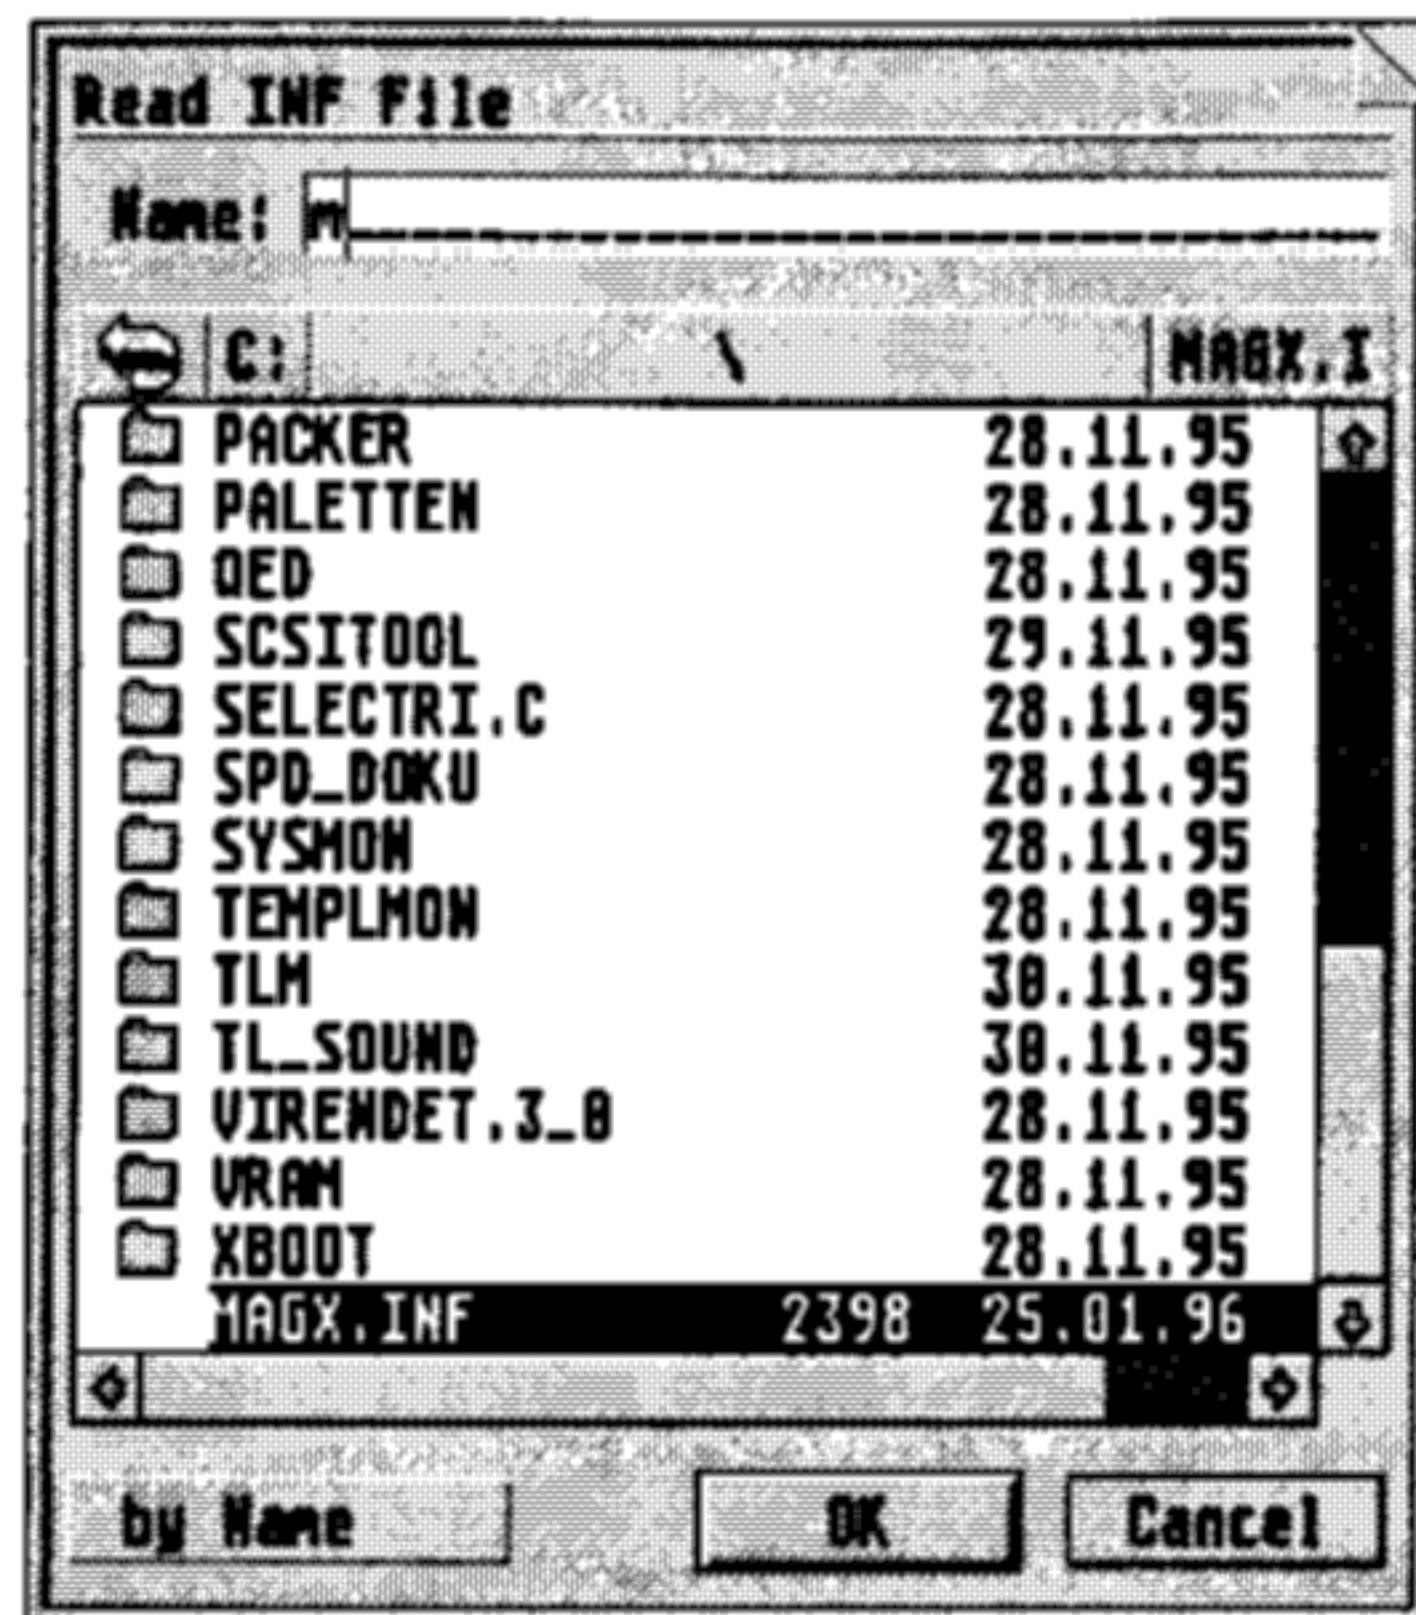 Read INF File
Name: m
C: \ MAGX.I
PACKER 28.11.95
PALETTEN 28.11.95
QED 28.11.95
SCSITOOL 29.11.95
SELECTRI.C 28.11.95
SPD_DOKU 28.11.95
SYSMON 28.11.95
TEMPLMON 28.11.95
TLM 30.11.95
TL_SOUND 30.11.95
VIRENDET.3_0 28.11.95
VRAM 28.11.95
XBOOT 28.11.95
MAGX.INF 2398 25.01.96
by Name OK Cancel